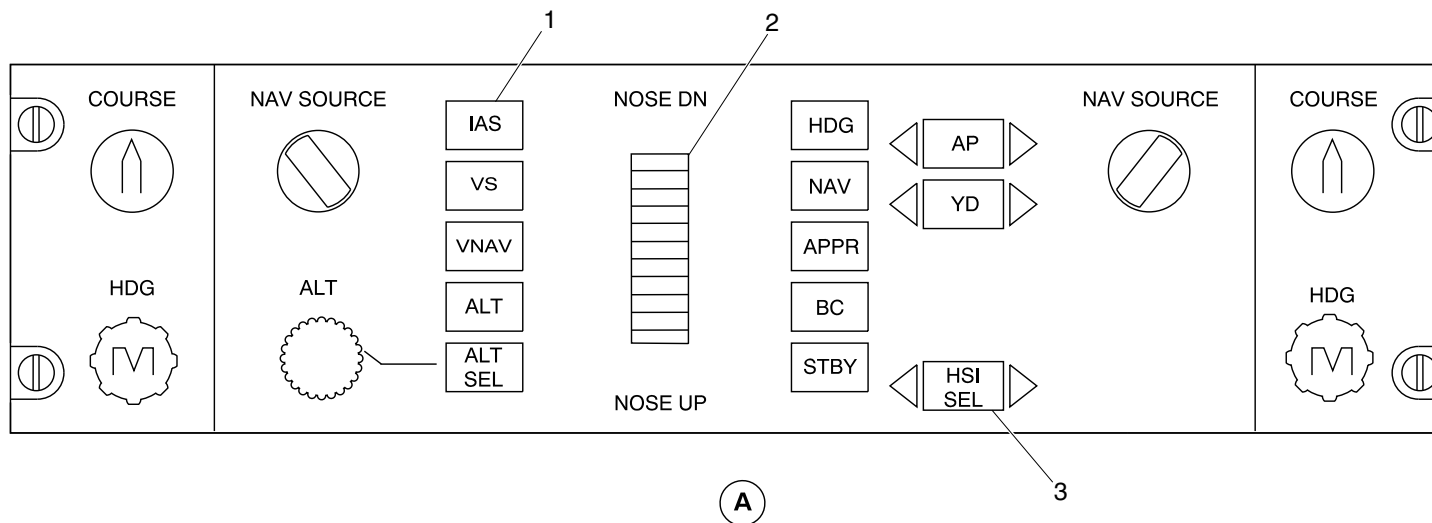 1
2
COURSE
NAV SOURCE
IAS
NOSE DN
HDG
AP
NAV SOURCE
COURSE
VS
NAV
YD
VNAV
APPR
HDG
ALT
ALT
BC
HDG
ALT
SEL
STBY
HSI
SEL
NOSE UP
3
A